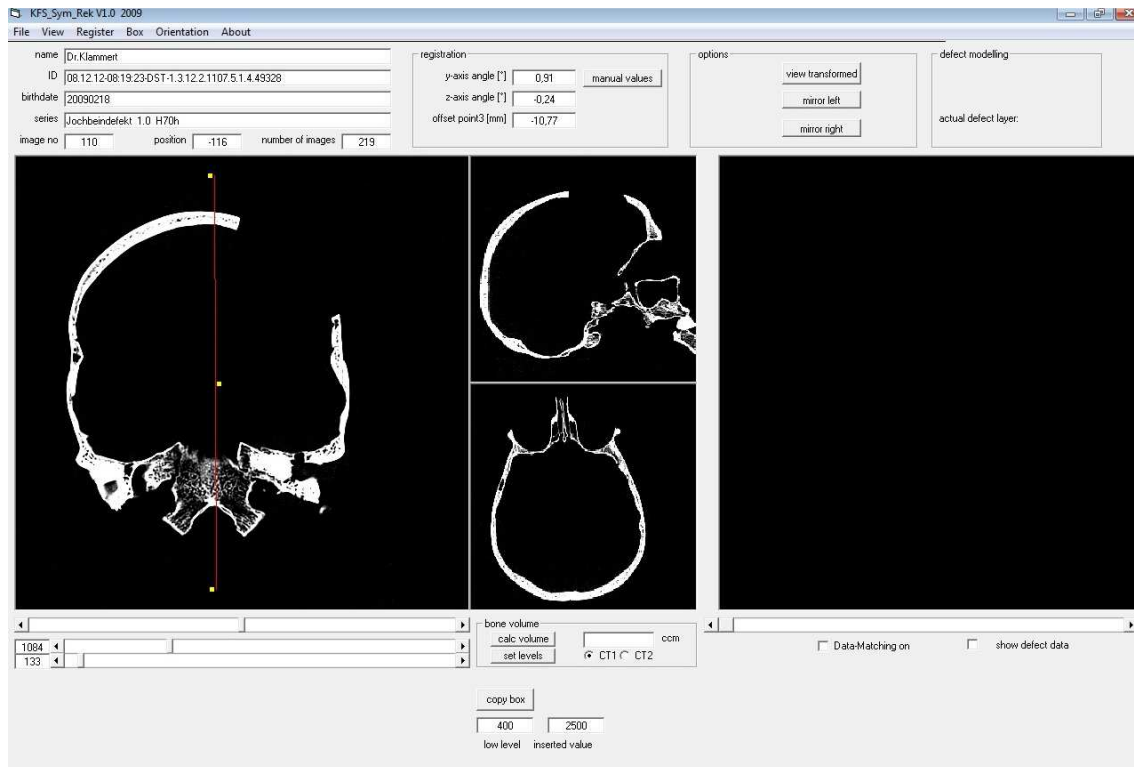 KFS_Sym_Rek V1.0 2009
File View Register Box Orientation About
name Dr.Klammert
ID 08.12.12-08:19:23-DST-1.3.12.2.1107.5.1.4.49328
birthdate 20090218
series Jochbeindefekt 1.0 H70h
image no 110 position -116 number of images 219
registration
y-axis angle [°] 0,91 manual values
z-axis angle [°] -0,24
offset point3 [mm] -10,77
options
view transformed
mirror left
mirror right
defect modelling
actual defect layer:
1084
133
bone volume
calc volume ccm
set levels CT1 CT2
Data-Matching on show defect data
copy box
400 2500
low level inserted value